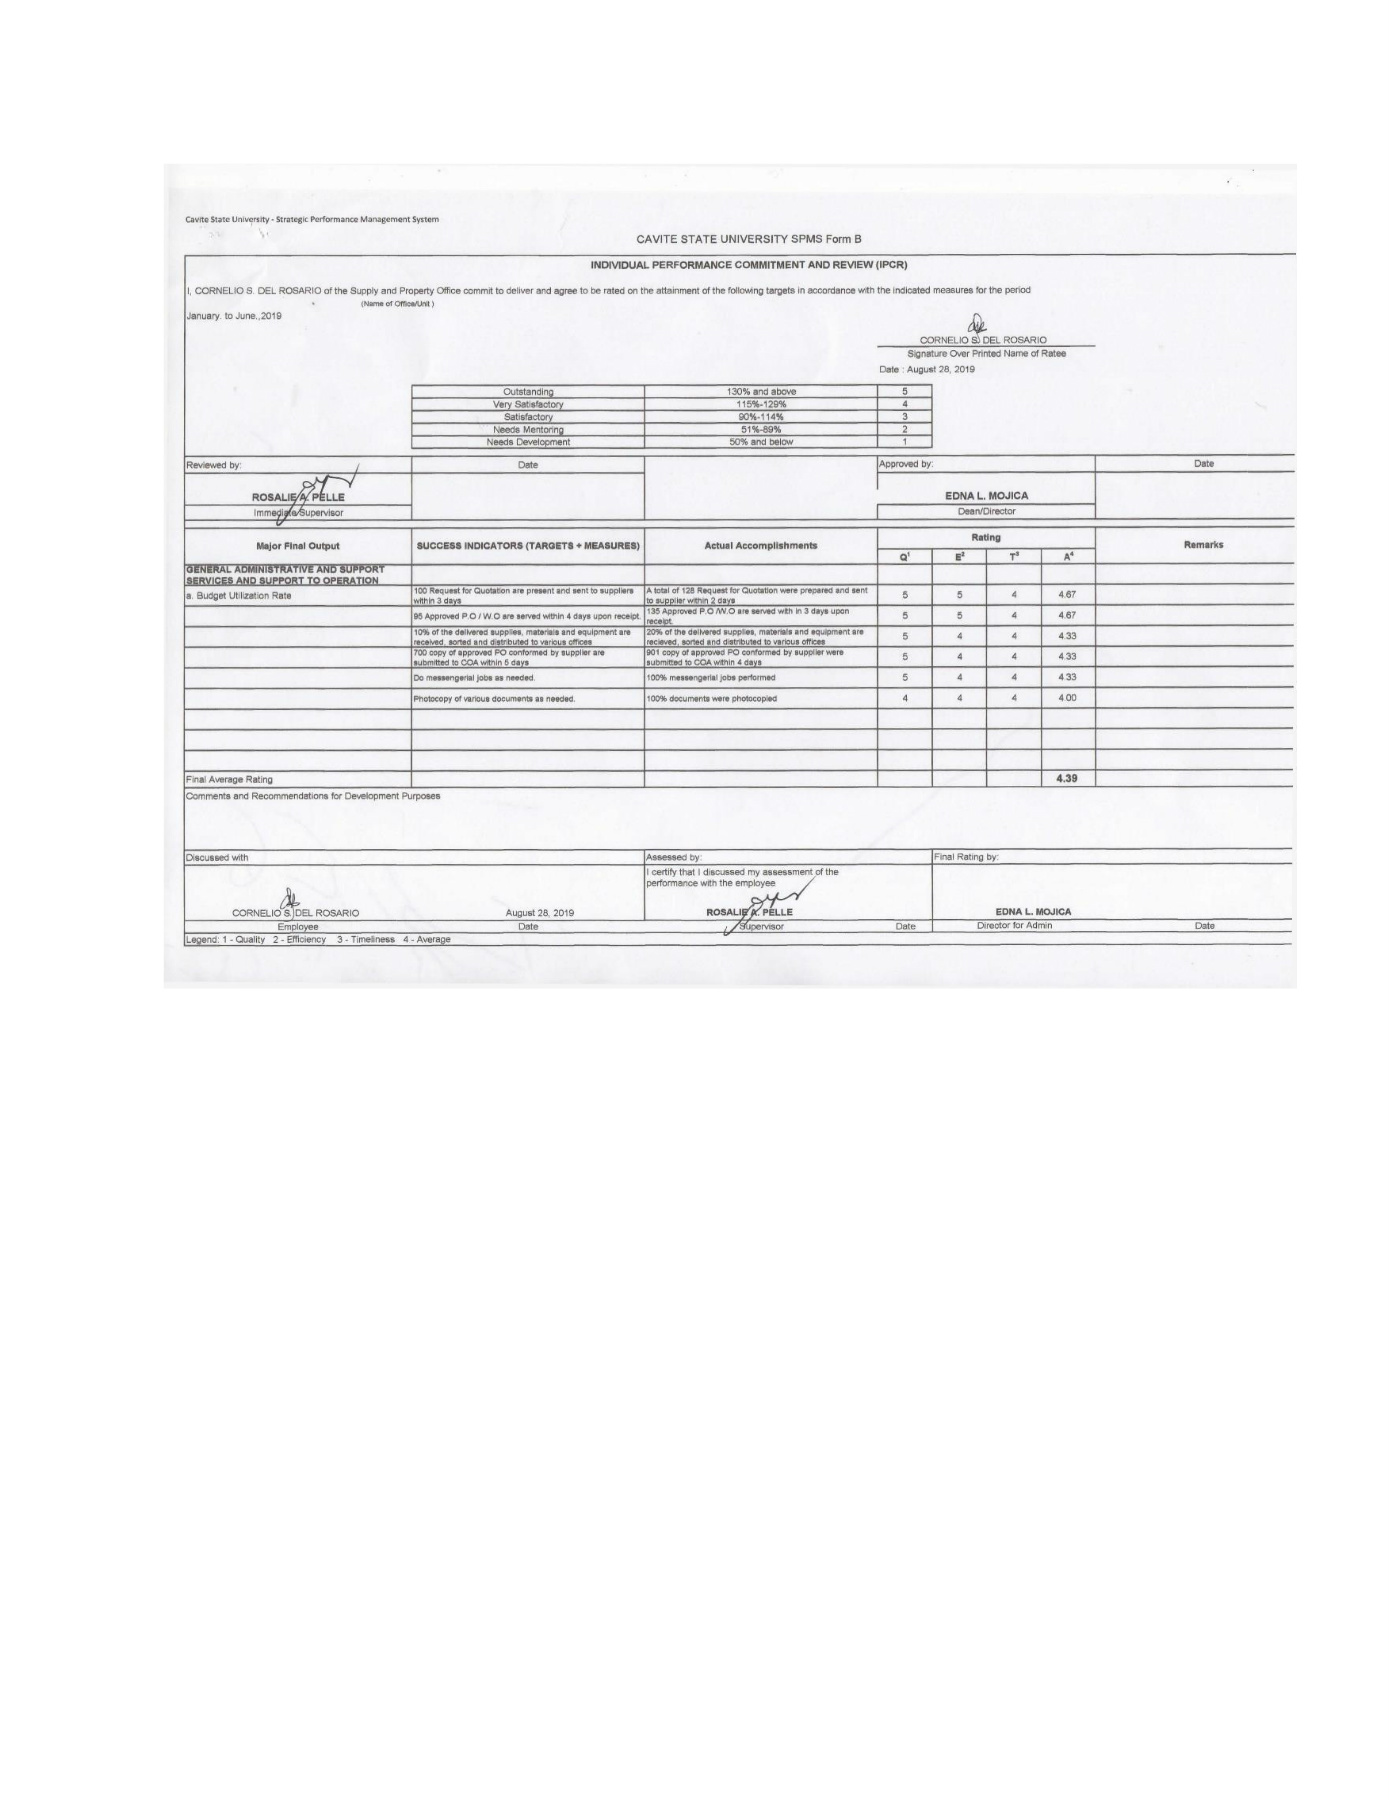 Cavite State University - Strategic Performance Management System
CAVITE STATE UNIVERSITY SPMS Form B
INDIVIDUAL PERFORMANCE COMMITMENT AND REVIEW (IPCR)
I, CORNELIO S. DEL ROSARIO of the Supply and Property Office commit to deliver and agree to be rated on the attainment of the following targets in accordance with the indicated measures for the period
(Name of Office/Unit )
January. to June.,2019
CORNELIO S. DEL ROSARIO
Signature Over Printed Name of Ratee
Date : August 28, 2019
Outstanding 130% and above 5
Very Satisfactory 115%-129% 4
Satisfactory 90%-114% 3
Needs Mentoring 51%-89% 2
Needs Development 50% and below 1
Reviewed by: Date Approved by: Date
ROSALIE A. PELLE EDNA L. MOJICA
Immediate Supervisor Dean/Director
Major Final Output SUCCESS INDICATORS (TARGETS + MEASURES) Actual Accomplishments Rating Remarks
Q¹ E² T³ A⁴
GENERAL ADMINISTRATIVE AND SUPPORT
SERVICES AND SUPPORT TO OPERATION
a. Budget Utilization Rate
100 Request for Quotation are present and sent to suppliers
within 3 days
A total of 128 Request for Quotation were prepared and sent
to supplier within 2 days
5 5 4 4.67
95 Approved P.O / W.O are served within 4 days upon receipt.
135 Approved P.O /W.O are served with in 3 days upon
receipt.
5 5 4 4.67
10% of the delivered supplies, materials and equipment are
received, sorted and distributed to various offices
20% of the delivered supplies, materials and equipment are
recieved, sorted and distributed to various offices
5 4 4 4.33
700 copy of approved PO conformed by supplier are
submitted to COA within 5 days
901 copy of approved PO conformed by supplier were
submitted to COA within 4 days
5 4 4 4.33
Do messengerial jobs as needed. 100% messengerial jobs performed 5 4 4 4.33
Photocopy of various documents as needed. 100% documents were photocopied 4 4 4 4.00
Final Average Rating 4.39
Comments and Recommendations for Development Purposes
Discussed with Assessed by: Final Rating by:
I certify that I discussed my assessment of the
performance with the employee
CORNELIO S. DEL ROSARIO August 28, 2019 ROSALIE A. PELLE EDNA L. MOJICA
Employee Date Supervisor Date Director for Admin Date
Legend: 1 - Quality 2 - Efficiency 3 - Timeliness 4 - Average